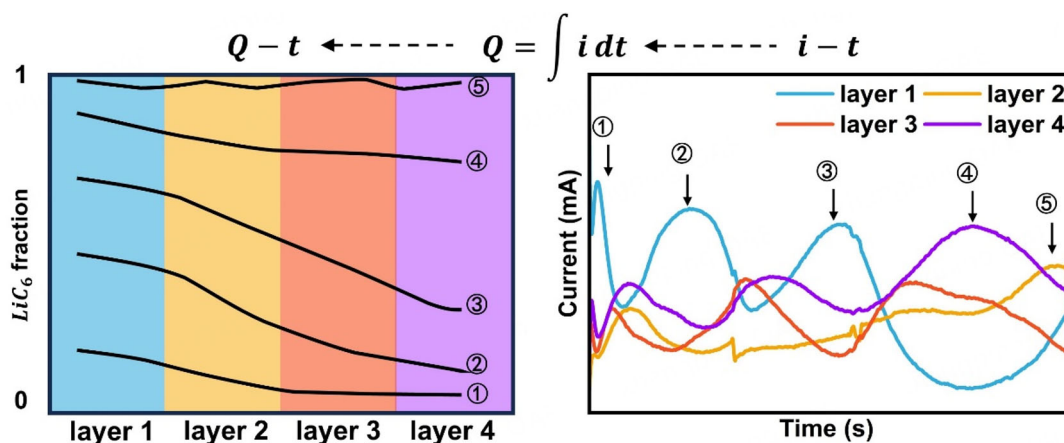 Q − t ← Q = ∫ i dt ← i − t
1
LiC₆ fraction
0
⑤
④
③
②
①
layer 1 layer 2 layer 3 layer 4
layer 1 layer 2
layer 3 layer 4
①
②
③
④
⑤
Current (mA)
Time (s)